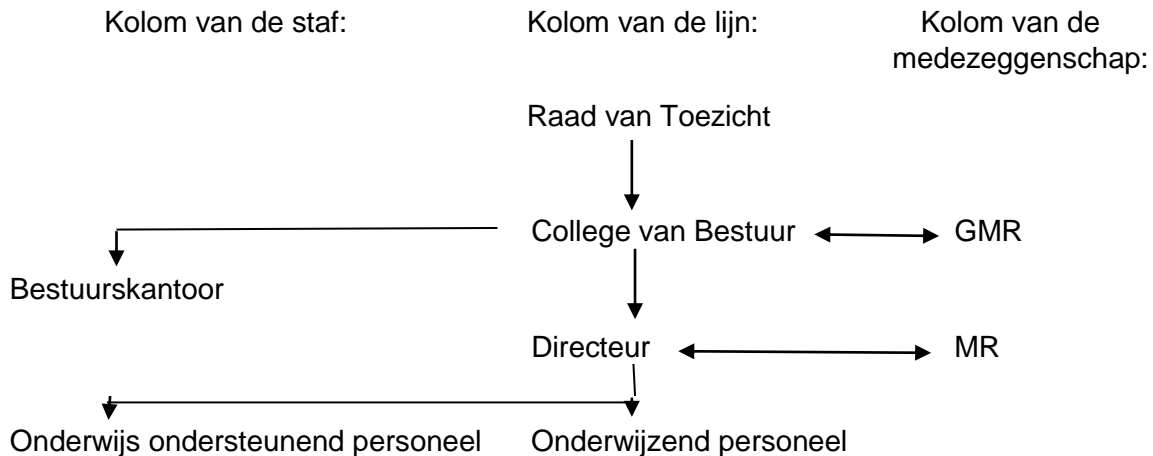 Kolom van de staf:
Kolom van de lijn:
Kolom van de
medezeggenschap:
Raad van Toezicht
College van Bestuur
GMR
Bestuurskantoor
Directeur
MR
Onderwijs ondersteunend personeel
Onderwijzend personeel